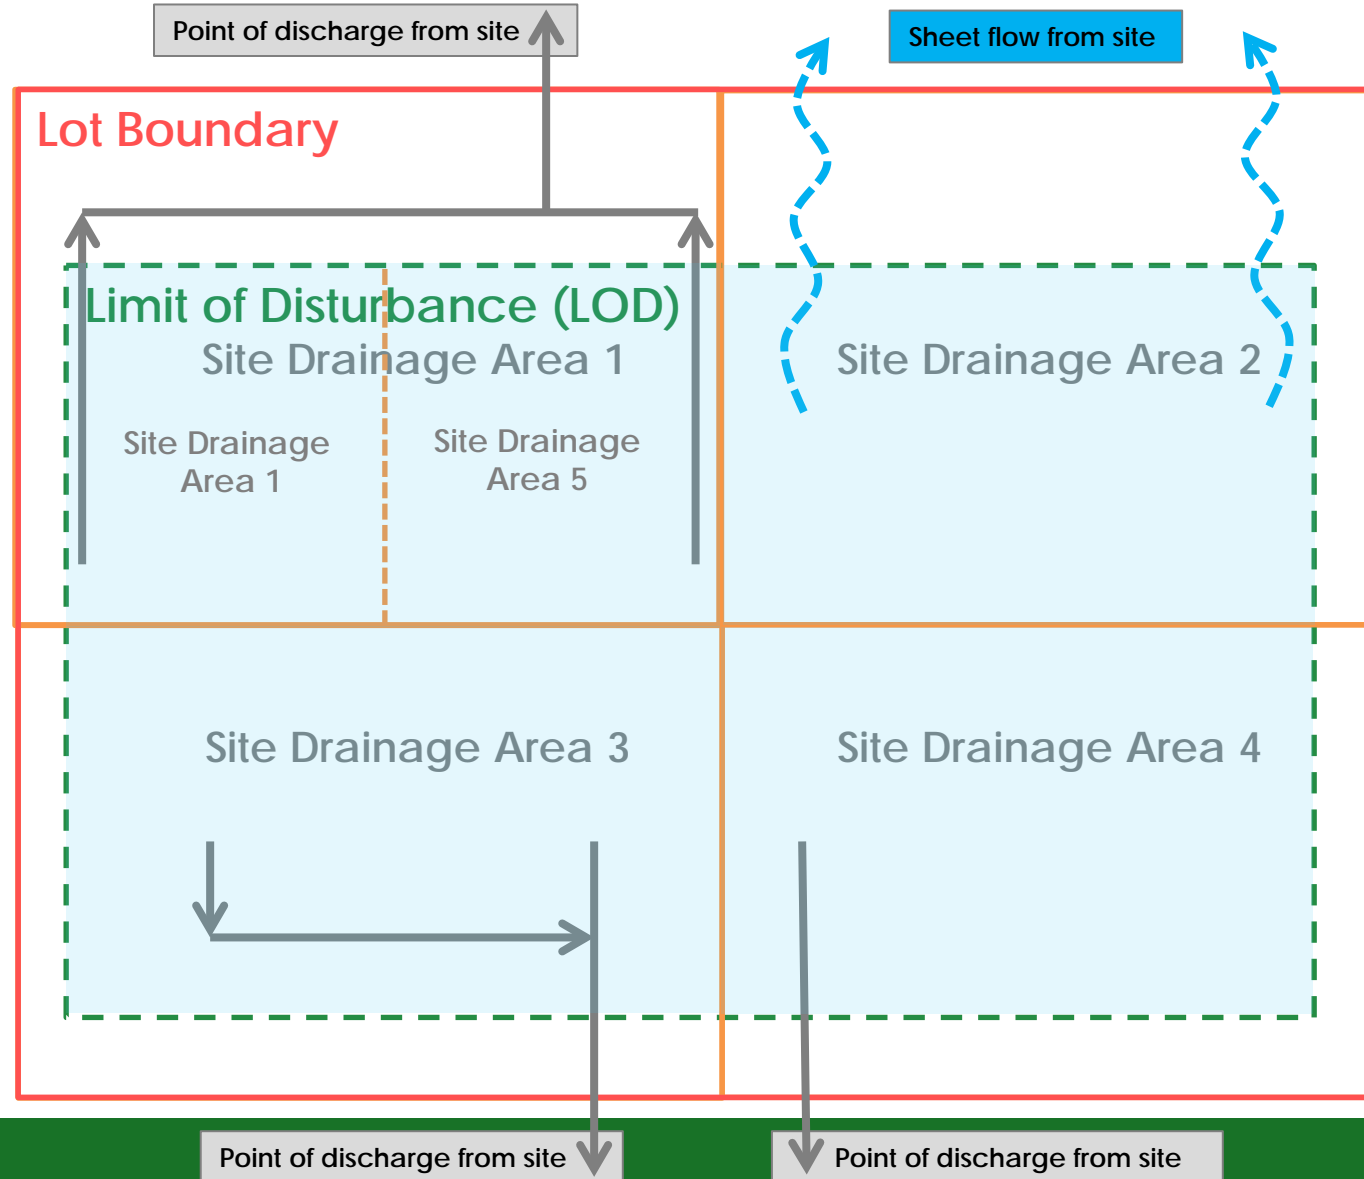 Point of discharge from site
Sheet flow from site
Lot Boundary
Limit of Disturbance (LOD)
Site Drainage Area 1
Site Drainage Area 2
Site Drainage
Area 1
Site Drainage
Area 5
Site Drainage Area 3
Site Drainage Area 4
Point of discharge from site
Point of discharge from site